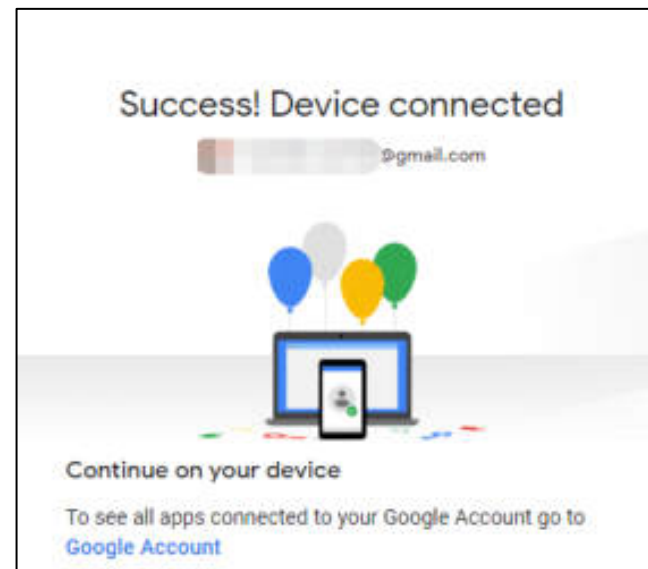 Success! Device connected
@gmail.com
Continue on your device
To see all apps connected to your Google Account go to
Google Account